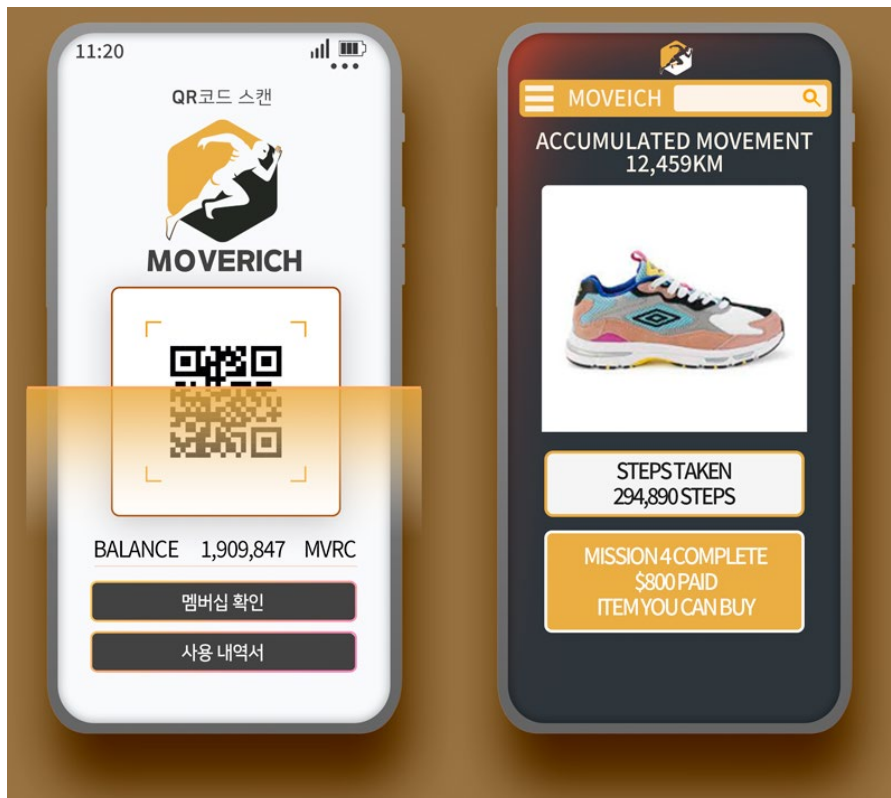 11:20
QR코드 스캔
MOVERICH
BALANCE 1,909,847 MVRC
멤버십 확인
사용 내역서
MOVEICH
ACCUMULATED MOVEMENT
12,459KM
STEPS TAKEN
294,890 STEPS
MISSION 4 COMPLETE
$800 PAID
ITEM YOU CAN BUY